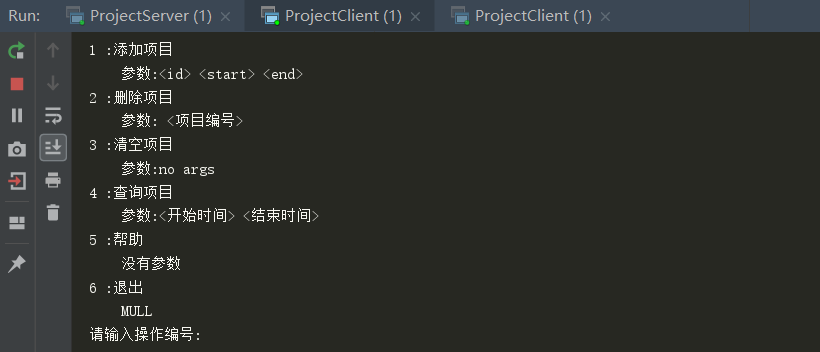 Run: ProjectServer (1) × ProjectClient (1) × ProjectClient (1) ×
1 :添加项目
参数:<id> <start> <end>
2 :删除项目
参数: <项目编号>
3 :清空项目
参数:no args
4 :查询项目
参数:<开始时间> <结束时间>
5 :帮助
没有参数
6 :退出
MULL
请输入操作编号: